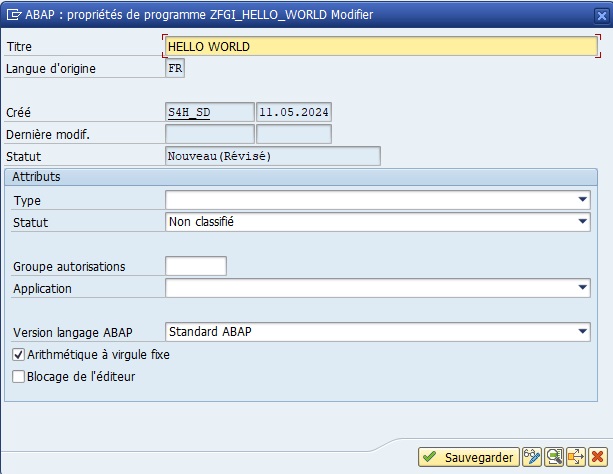 ABAP : propriétés de programme ZFGI_HELLO_WORLD Modifier
Titre HELLO WORLD
Langue d'origine FR
Créé S4H_SD 11.05.2024
Dernière modif.
Statut Nouveau(Révisé)
Attributs
Type
Statut Non classifié
Groupe autorisations
Application
Version langage ABAP Standard ABAP
Arithmétique à virgule fixe
Blocage de l'éditeur
Sauvegarder